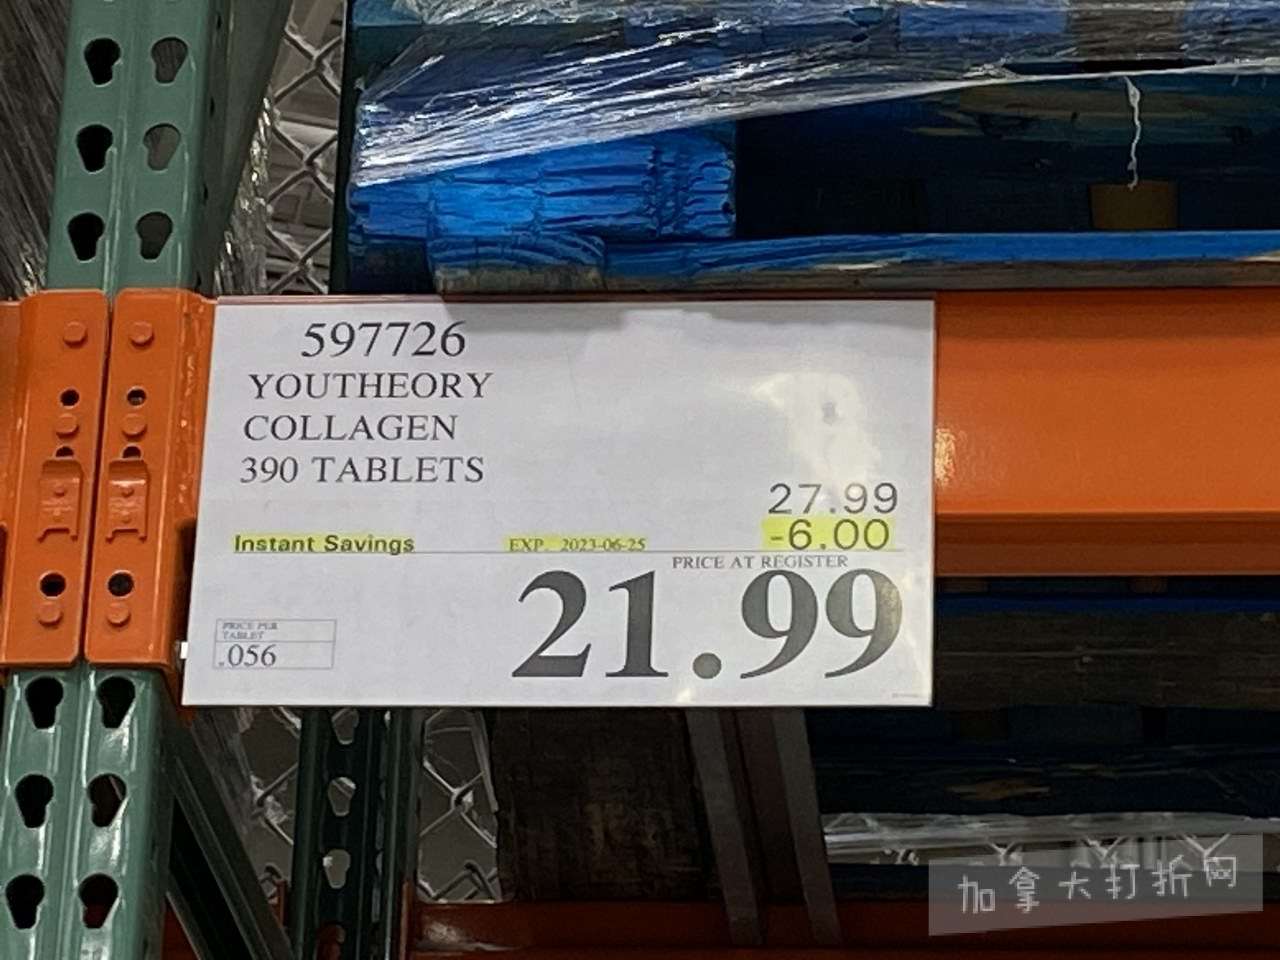 597726
YOUTHEORY
COLLAGEN
390 TABLETS
27.99
Instant Savings EXP. 2023-06-25 -6.00
PRICE AT REGISTER
21.99
PRICE PER
TABLET
.056
加拿大打折网